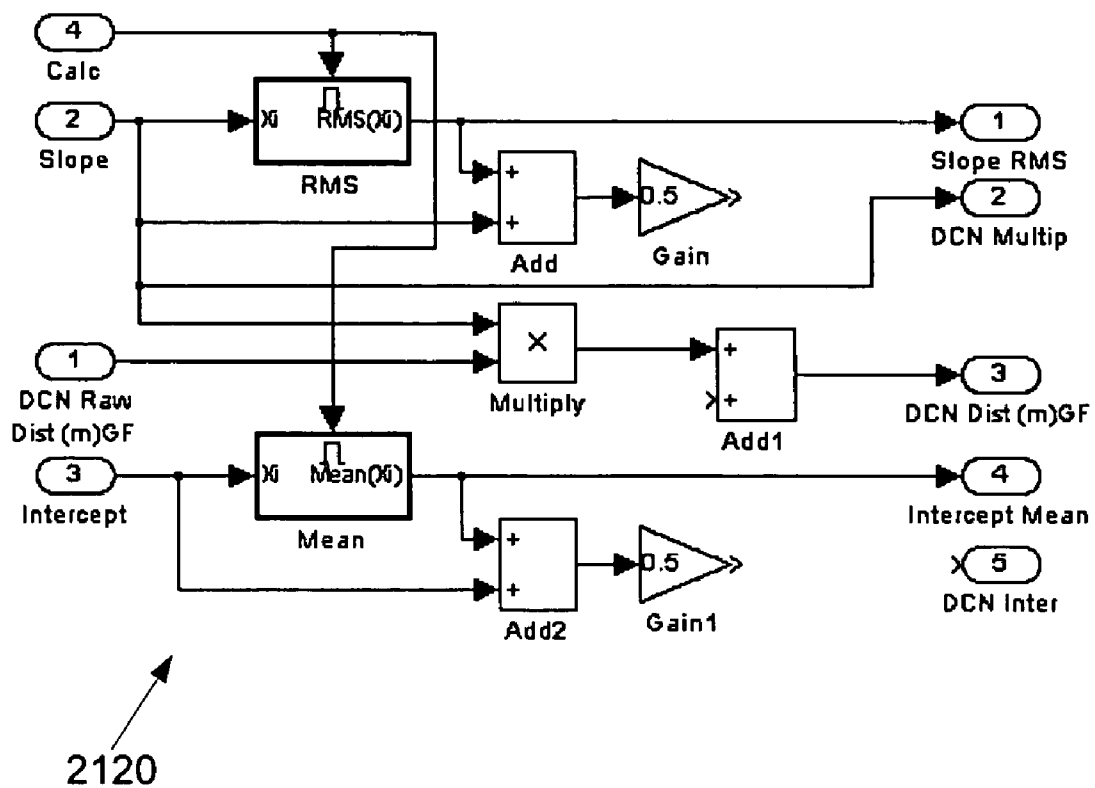 4
Calc
2
Slope
Xi RMS(Xi)
RMS
1
Slope RMS
+
+
Add
0.5
Gain
2
DCN Multip
×
Multiply
1
DCN Raw
Dist (m)GF
+
+
Add1
3
DCN Dist (m)GF
3
Intercept
Xi Mean(Xi)
Mean
4
Intercept Mean
+
+
Add2
0.5
Gain1
5
DCN Inter
2120